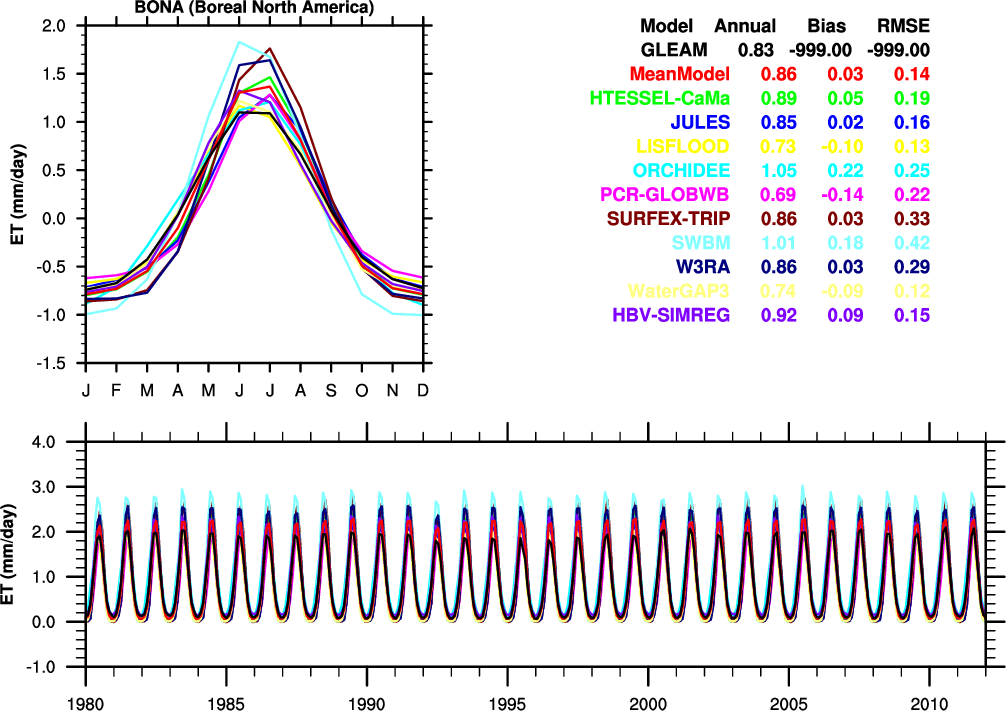 BONA (Boreal North America)
2.0
1.5
1.0
0.5
0.0
-0.5
-1.0
-1.5
ET (mm/day)
J F M A M J J A S O N D
Model Annual Bias RMSE
GLEAM 0.83 -999.00 -999.00
MeanModel 0.86 0.03 0.14
HTESSEL-CaMa 0.89 0.05 0.19
JULES 0.85 0.02 0.16
LISFLOOD 0.73 -0.10 0.13
ORCHIDEE 1.05 0.22 0.25
PCR-GLOBWB 0.69 -0.14 0.22
SURFEX-TRIP 0.86 0.03 0.33
SWBM 1.01 0.18 0.42
W3RA 0.86 0.03 0.29
WaterGAP3 0.74 -0.09 0.12
HBV-SIMREG 0.92 0.09 0.15
4.0
3.0
2.0
1.0
0.0
-1.0
ET (mm/day)
1980 1985 1990 1995 2000 2005 2010